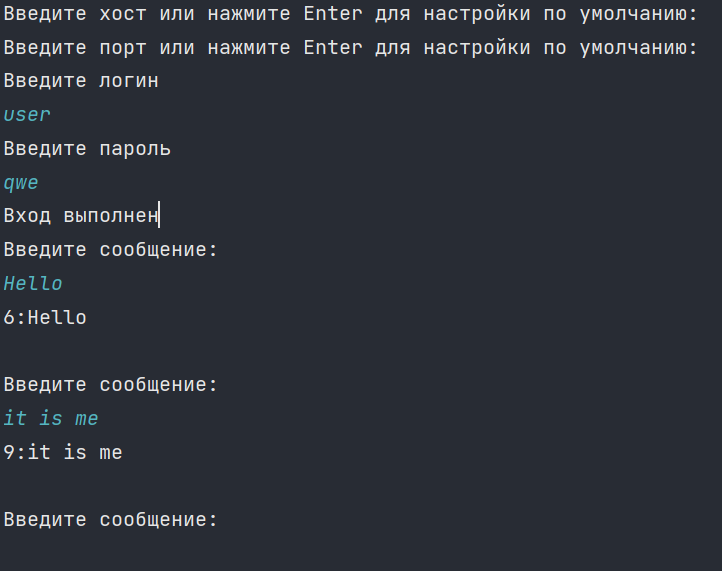 Введите хост или нажмите Enter для настройки по умолчанию:
Введите порт или нажмите Enter для настройки по умолчанию:
Введите логин
user
Введите пароль
qwe
Вход выполнен
Введите сообщение:
Hello
6:Hello
Введите сообщение:
it is me
9:it is me
Введите сообщение: